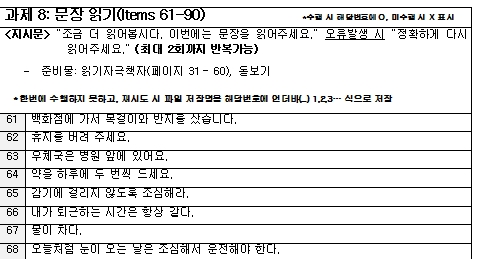 과제 8: 문장 읽기(Items 61-90) *수행 시 해당번호에 O, 미수행 시 X 표시
<지시문> "조금 더 읽어봅시다. 이번에는 문장을 읽어주세요." 오류발생 시 "정확하게 다시
읽어주세요." (최대 2회까지 반복가능)
- 준비물: 읽기자극책자(페이지 31 - 60), 돋보기
*한번에 수행하지 못하고, 재시도 시 파일 저장명을 해당번호에 언더바(_) 1,2,3… 식으로 저장
61 백화점에 가서 목걸이와 반지를 샀습니다.
62 휴지를 버려 주세요.
63 우체국은 병원 앞에 있어요.
64 약을 하루에 두 번씩 드세요.
65 감기에 걸리지 않도록 조심해라.
66 내가 퇴근하는 시간은 항상 같다.
67 물이 차다.
68 오늘처럼 눈이 오는 날은 조심해서 운전해야 한다.